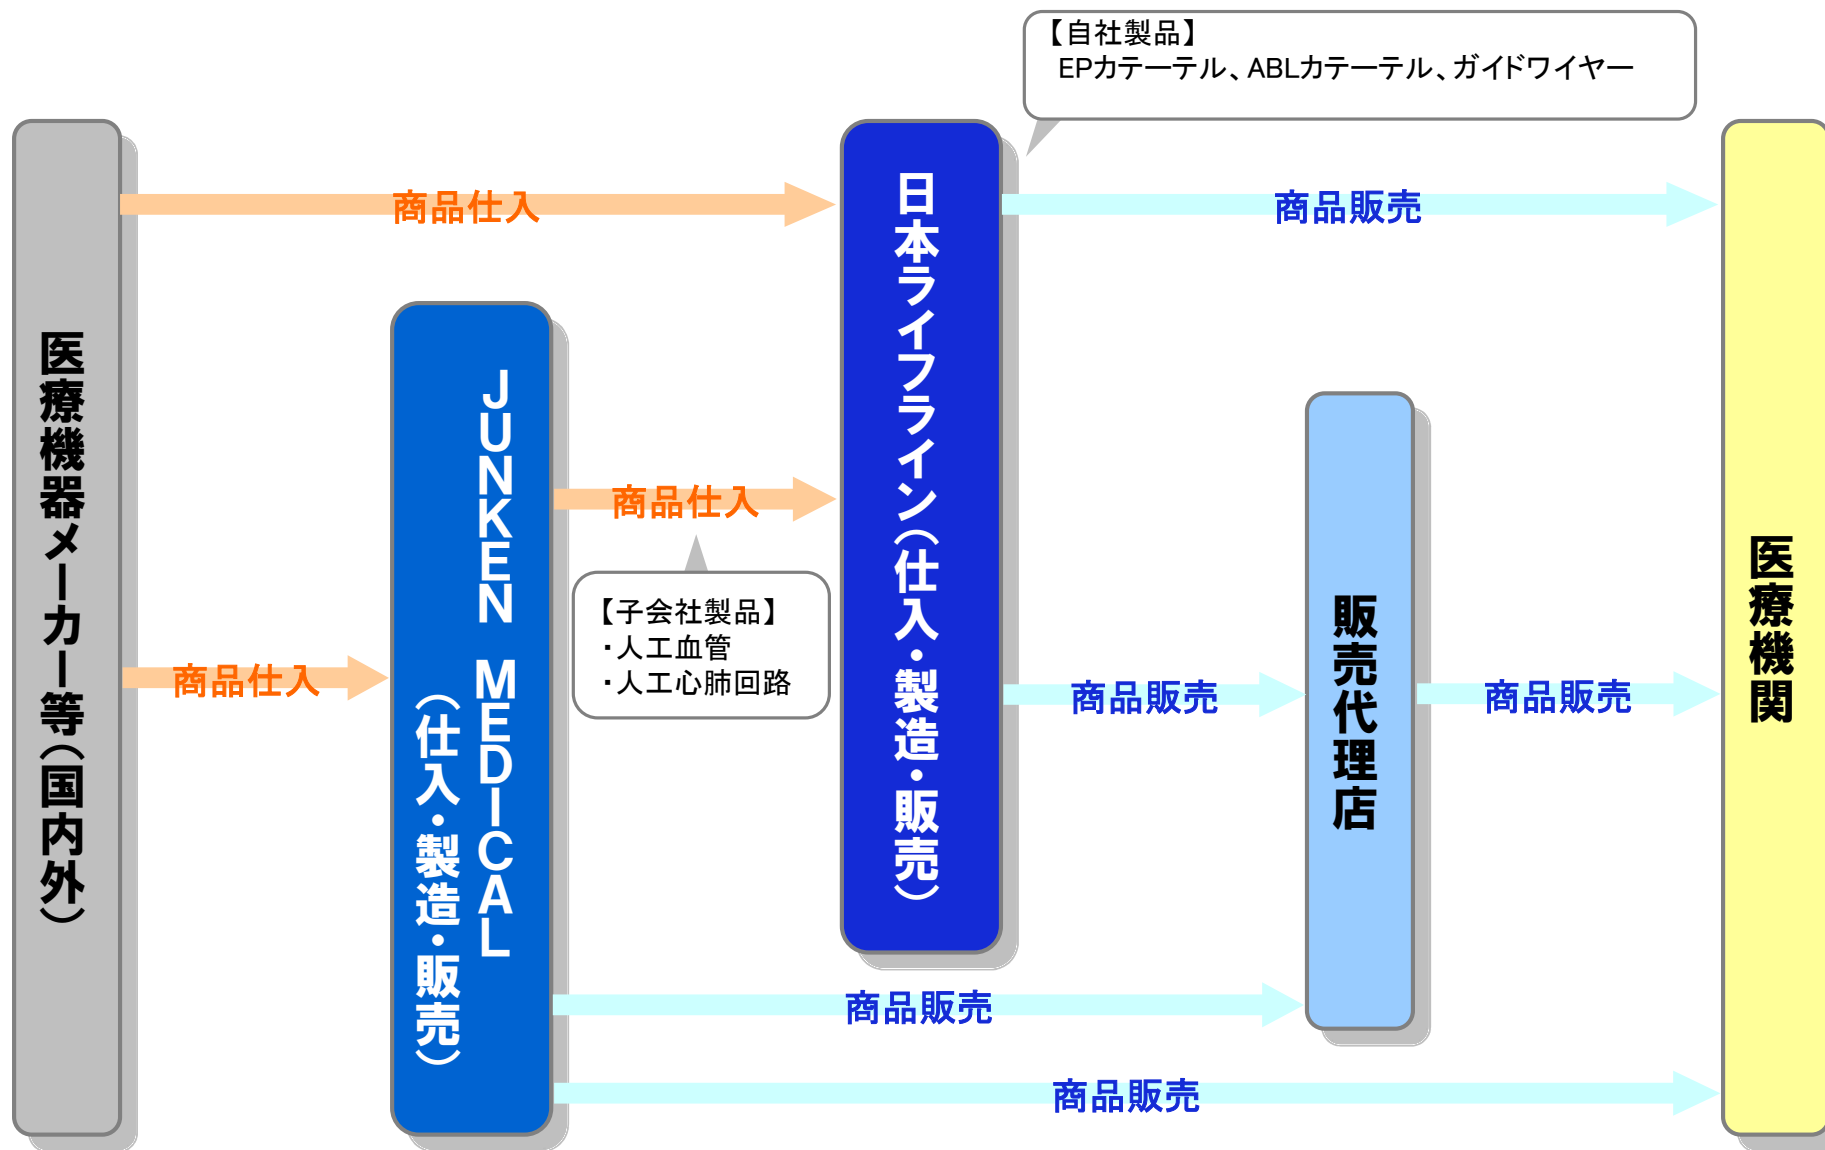 【自社製品】
EPカテーテル、ABLカテーテル、ガイドワイヤー
医療機器メーカー等（国内外）
商品仕入
商品仕入
JUNKEN MEDICAL
（仕入・製造・販売）
商品仕入
【子会社製品】
・人工血管
・人工心肺回路
日本ライフライン（仕入・製造・販売）
商品販売
商品販売
販売代理店
商品販売
商品販売
商品販売
医療機関